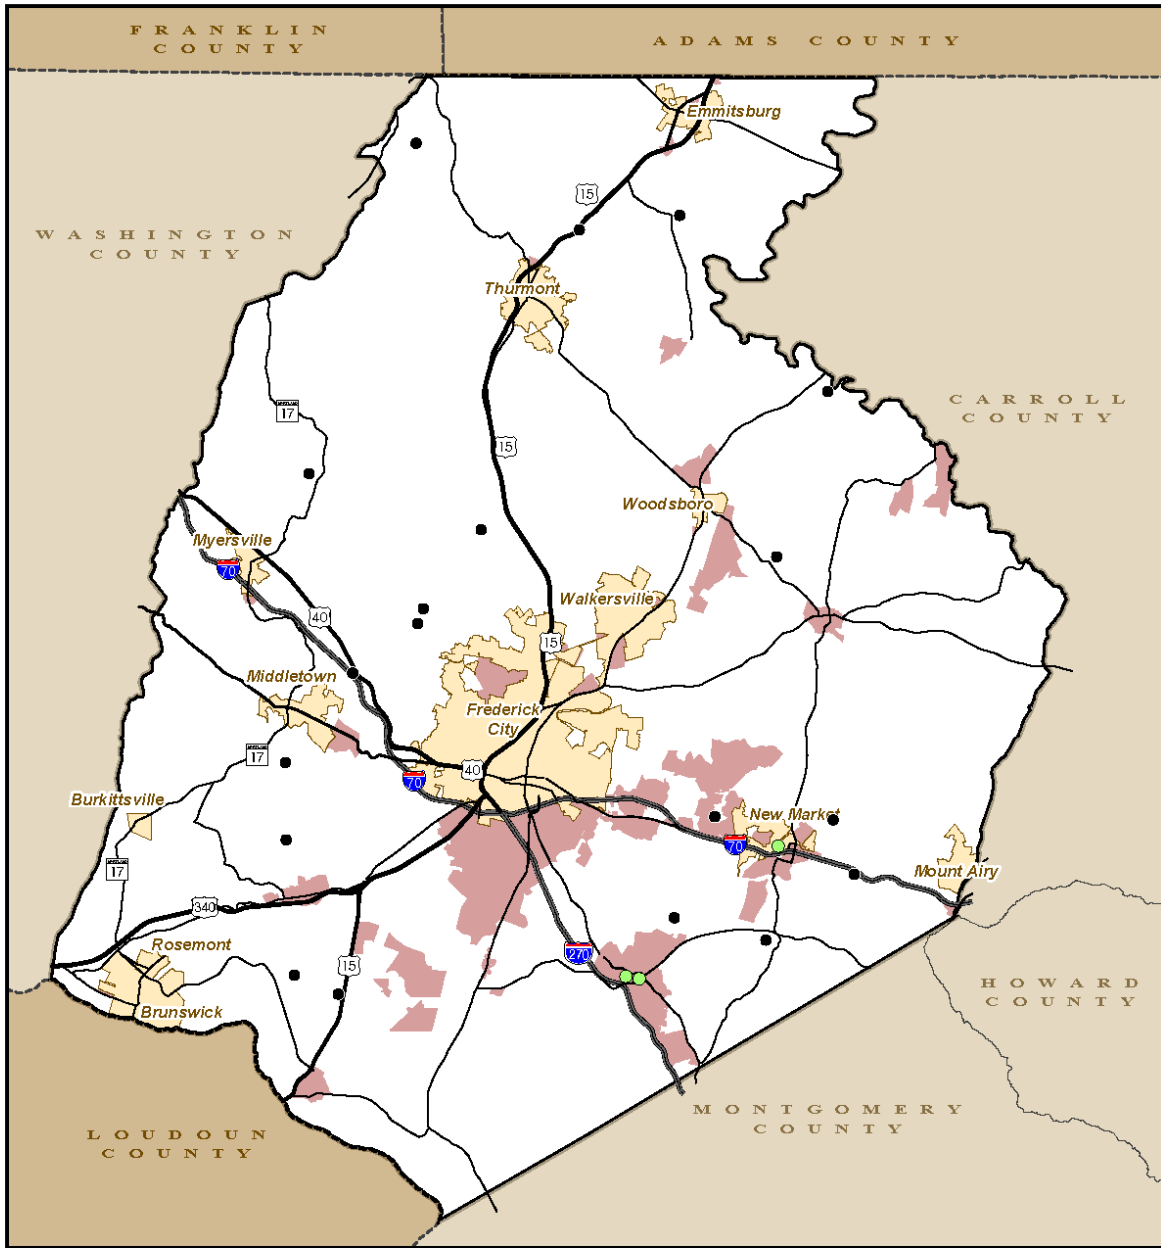 FRANKLIN
COUNTY
ADAMS COUNTY
Emmitsburg
15
WASHINGTON
COUNTY
Thurmont
17
CARROLL
COUNTY
15
Woodsboro
Myersville
70
Walkersville
40
15
Middletown
Frederick
City
17
40
70
Burkittsville
New Market
70
17
Mount Airy
340
Rosemont
270
15
HOWARD
COUNTY
Brunswick
MONTGOMERY
COUNTY
LOUDOUN
COUNTY